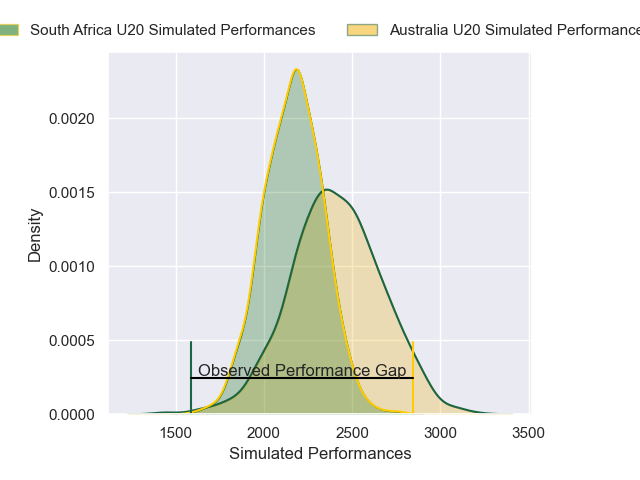 South Africa U20 Simulated Performances
Australia U20 Simulated Performance
0.0020
0.0015
0.0010
0.0005
0.0000
Density
Observed Performance Gap
1500 2000 2500 3000 3500
Simulated Performances